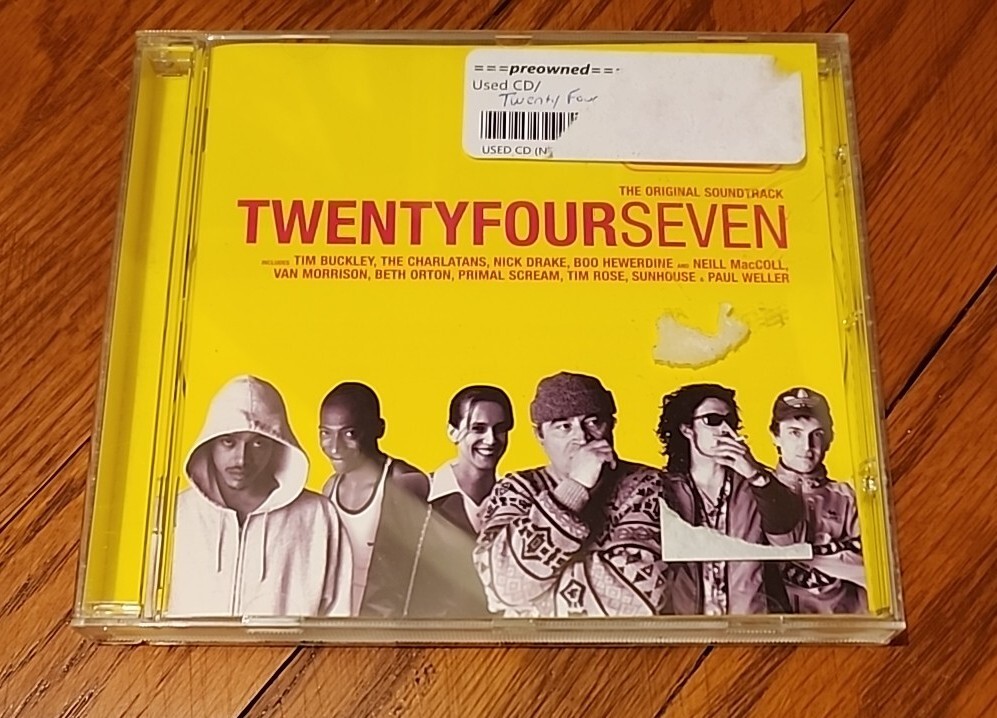 ===preowned==
Used CD/
Twenty Four
USED CD (N
THE ORIGINAL SOUNDTRACK
TWENTYFOURSEVEN
INCLUDES TIM BUCKLEY, THE CHARLATANS, NICK DRAKE, BOO HEWERDINE AND NEILL MacCOLL,
VAN MORRISON, BETH ORTON, PRIMAL SCREAM, TIM ROSE, SUNHOUSE & PAUL WELLER